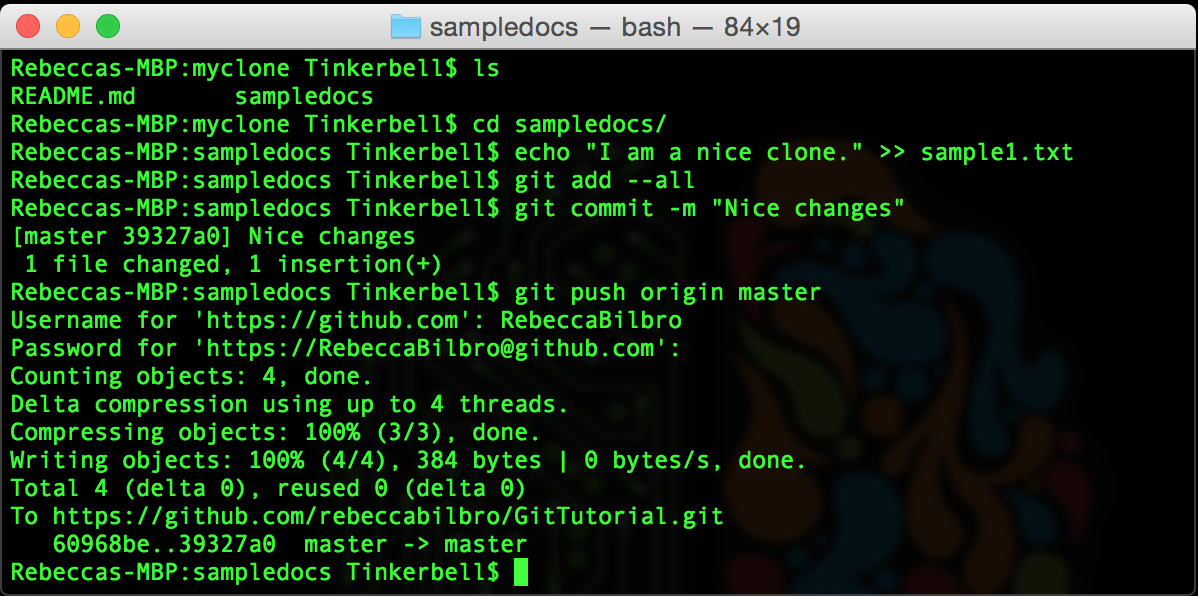 sampledocs — bash — 84×19
Rebeccas-MBP:myclone Tinkerbell$ ls
README.md       sampledocs
Rebeccas-MBP:myclone Tinkerbell$ cd sampledocs/
Rebeccas-MBP:sampledocs Tinkerbell$ echo "I am a nice clone." >> sample1.txt
Rebeccas-MBP:sampledocs Tinkerbell$ git add --all
Rebeccas-MBP:sampledocs Tinkerbell$ git commit -m "Nice changes"
[master 39327a0] Nice changes
 1 file changed, 1 insertion(+)
Rebeccas-MBP:sampledocs Tinkerbell$ git push origin master
Username for 'https://github.com': RebeccaBilbro
Password for 'https://RebeccaBilbro@github.com':
Counting objects: 4, done.
Delta compression using up to 4 threads.
Compressing objects: 100% (3/3), done.
Writing objects: 100% (4/4), 384 bytes | 0 bytes/s, done.
Total 4 (delta 0), reused 0 (delta 0)
To https://github.com/rebeccabilbro/GitTutorial.git
   60968be..39327a0  master -> master
Rebeccas-MBP:sampledocs Tinkerbell$